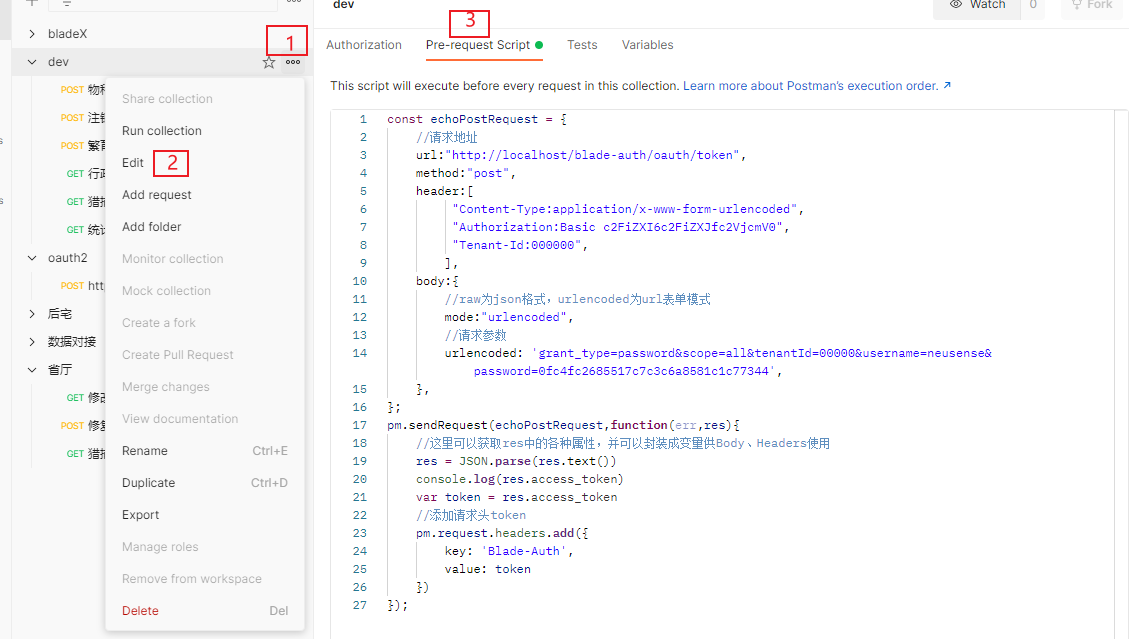 dev
Watch
0
Fork
bladeX
1
3
Authorization
Pre-request Script
Tests
Variables
dev
This script will execute before every request in this collection. Learn more about Postman's execution order. ↗
POST
POST 注
POST
GET 行
GET 猎
GET 统
oauth2
POST htt
后宅
数据对接
省厅
GET 修
POST 修
GET 猎
Share collection
Run collection
Edit
2
Add request
Add folder
Monitor collection
Mock collection
Create a fork
Create Pull Request
Merge changes
View documentation
Rename Ctrl+E
Duplicate Ctrl+D
Export
Manage roles
Remove from workspace
Delete Del
1 const echoPostRequest = {
2 //请求地址
3 url:"http://localhost/blade-auth/oauth/token",
4 method:"post",
5 header:[
6 "Content-Type:application/x-www-form-urlencoded",
7 "Authorization:Basic c2FiZXI6c2FiZXJfc2VjcmV0",
8 "Tenant-Id:000000",
9 ],
10 body:{
11 //raw为json格式，urlencoded为url表单模式
12 mode:"urlencoded",
13 //请求参数
14 urlencoded: 'grant_type=password&scope=all&tenantId=00000&username=neusense&
password=0fc4fc2685517c7c3c6a8581c1c77344',
15 },
16 };
17 pm.sendRequest(echoPostRequest,function(err,res){
18 //这里可以获取res中的各种属性，并可以封装成变量供Body、Headers使用
19 res = JSON.parse(res.text())
20 console.log(res.access_token)
21 var token = res.access_token
22 //添加请求头token
23 pm.request.headers.add({
24 key: 'Blade-Auth',
25 value: token
26 })
27 });